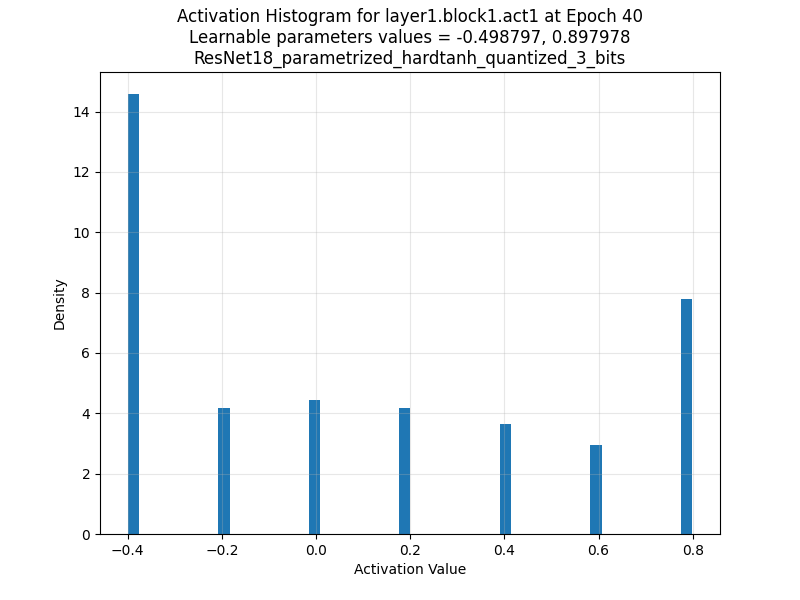 Activation Histogram for layer1.block1.act1 at Epoch 40
Learnable parameters values = -0.498797, 0.897978
ResNet18_parametrized_hardtanh_quantized_3_bits
14
12
10
8
6
4
2
0
Density
−0.4 −0.2 0.0 0.2 0.4 0.6 0.8
Activation Value